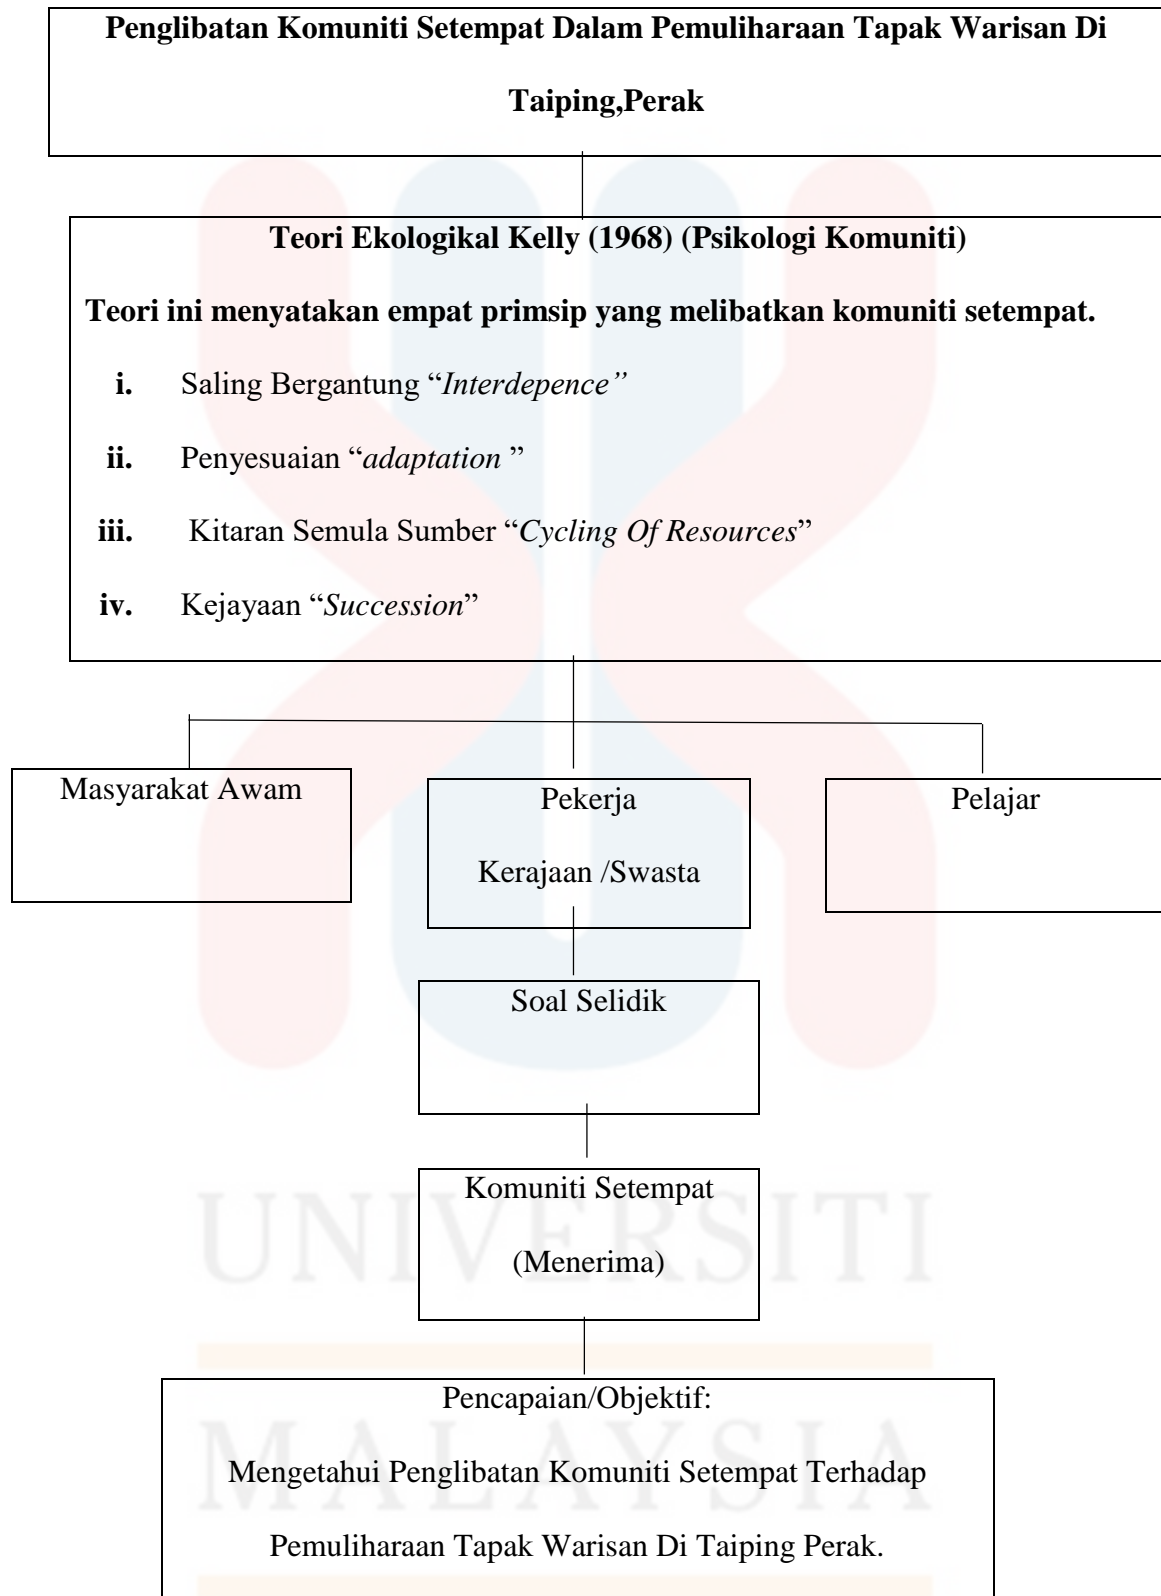 Penglibatan Komuniti Setempat Dalam Pemuliharaan Tapak Warisan Di
Taiping,Perak
Teori Ekologikal Kelly (1968) (Psikologi Komuniti)
Teori ini menyatakan empat primsip yang melibatkan komuniti setempat.
i. Saling Bergantung “Interdepence”
ii. Penyesuaian “adaptation ”
iii. Kitaran Semula Sumber “Cycling Of Resources”
iv. Kejayaan “Succession”
Masyarakat Awam
Pekerja
Kerajaan /Swasta
Pelajar
Soal Selidik
Komuniti Setempat
(Menerima)
UNIVERSITI
Pencapaian/Objektif:
Mengetahui Penglibatan Komuniti Setempat Terhadap
Pemuliharaan Tapak Warisan Di Taiping Perak.
MALAYSIA